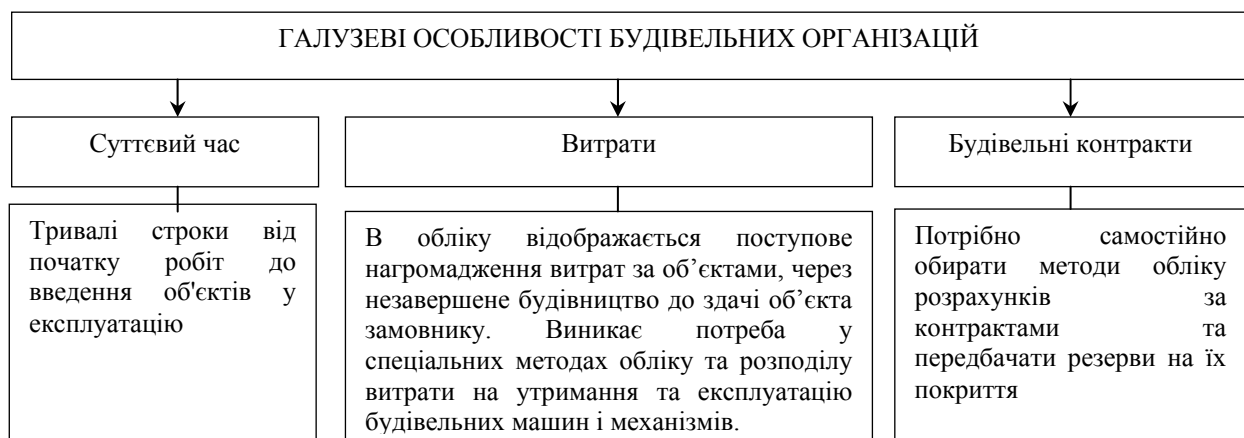 ГАЛУЗЕВІ ОСОБЛИВОСТІ БУДІВЕЛЬНИХ ОРГАНІЗАЦІЙ
Суттєвий час
Тривалі строки від
початку робіт до
введення об'єктів у
експлуатацію
Витрати
В обліку відображається поступове
нагромадження витрат за об’єктами, через
незавершене будівництво до здачі об’єкта
замовнику. Виникає потреба у
спеціальних методах обліку та розподілу
витрати на утримання та експлуатацію
будівельних машин і механізмів.
Будівельні контракти
Потрібно самостійно
обирати методи обліку
розрахунків за
контрактами та
передбачати резерви на їх
покриття